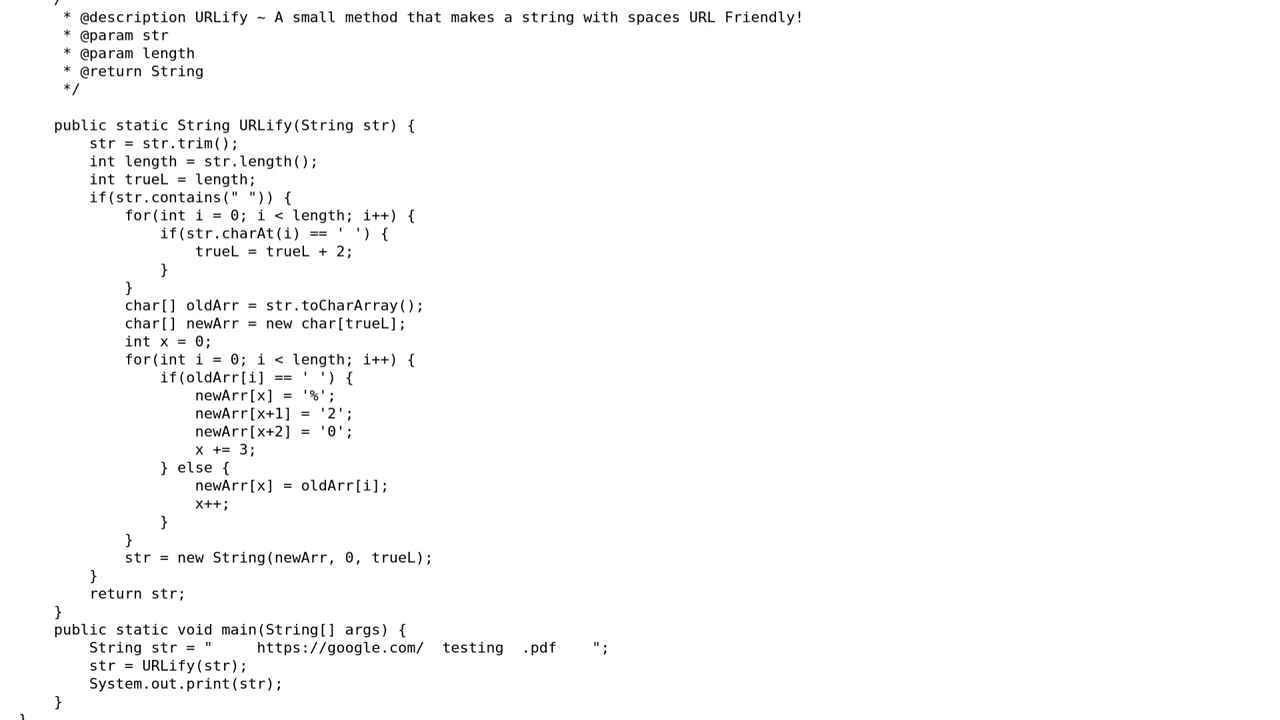 /**
 * @description URLify ~ A small method that makes a string with spaces URL Friendly!
 * @param str
 * @param length
 * @return String
 */
public static String URLify(String str) {
    str = str.trim();
    int length = str.length();
    int trueL = length;
    if(str.contains(" ")) {
        for(int i = 0; i < length; i++) {
            if(str.charAt(i) == ' ') {
                trueL = trueL + 2;
            }
        }
        char[] oldArr = str.toCharArray();
        char[] newArr = new char[trueL];
        int x = 0;
        for(int i = 0; i < length; i++) {
            if(oldArr[i] == ' ') {
                newArr[x] = '%';
                newArr[x+1] = '2';
                newArr[x+2] = '0';
                x += 3;
            } else {
                newArr[x] = oldArr[i];
                x++;
            }
        }
        str = new String(newArr, 0, trueL);
    }
    return str;
}
public static void main(String[] args) {
    String str = "     https://google.com/  testing  .pdf    ";
    str = URLify(str);
    System.out.print(str);
}
}